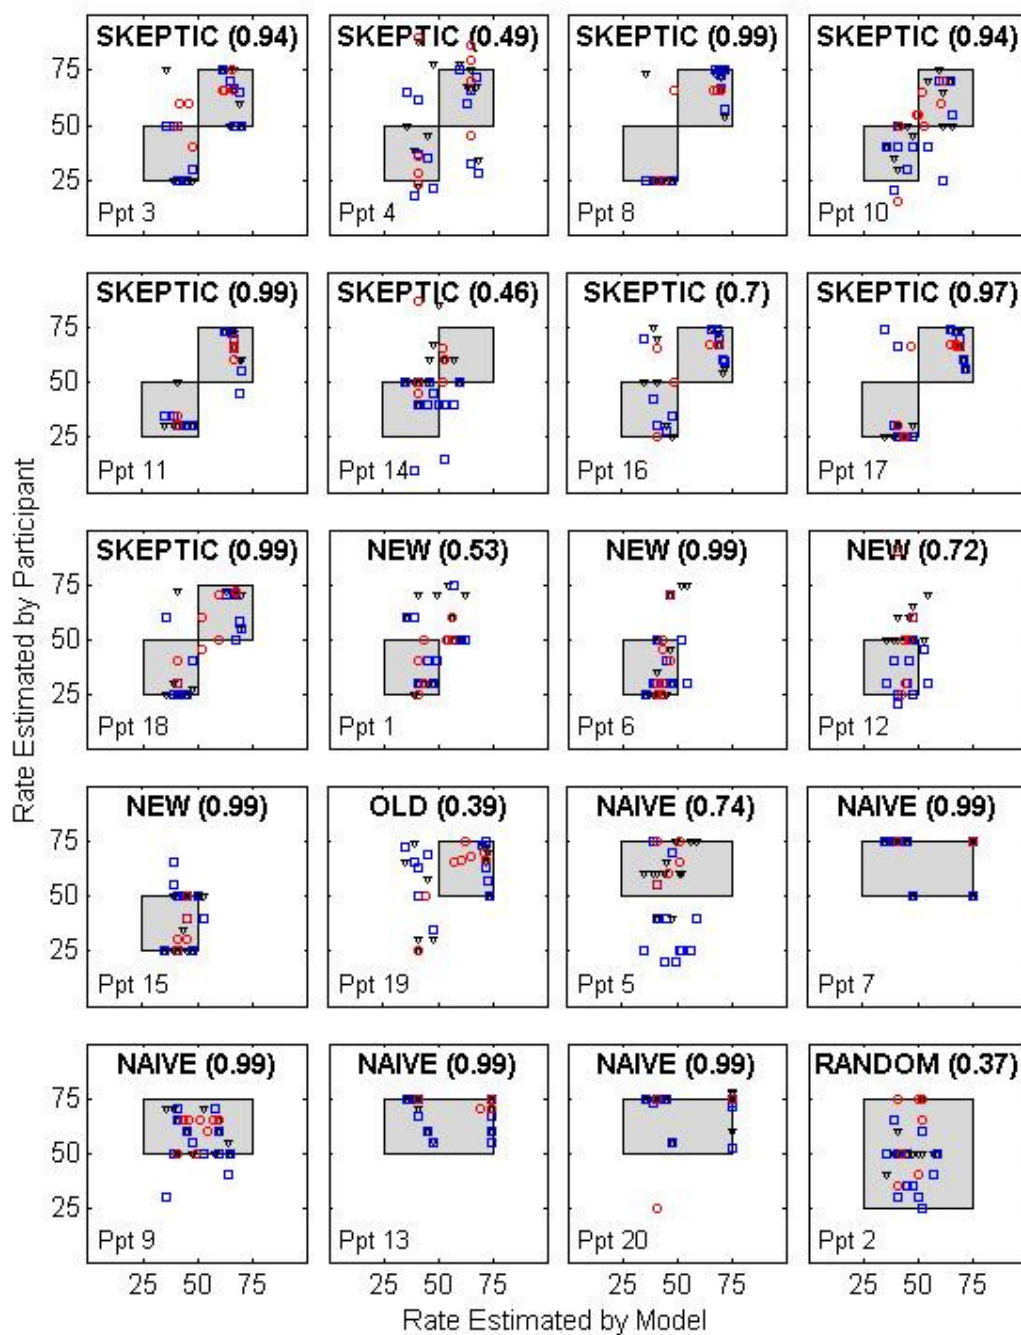 SKEPTIC (0.94) SKEPTIC (0.49) SKEPTIC (0.99) SKEPTIC (0.94)
75
50
25
Ppt 3 Ppt 4 Ppt 8 Ppt 10
SKEPTIC (0.99) SKEPTIC (0.46) SKEPTIC (0.7) SKEPTIC (0.97)
75
50
25
Ppt 11 Ppt 14 Ppt 16 Ppt 17
SKEPTIC (0.99) NEW (0.53) NEW (0.99) NEW (0.72)
75
50
25
Ppt 18 Ppt 1 Ppt 6 Ppt 12
NEW (0.99) OLD (0.39) NAIVE (0.74) NAIVE (0.99)
75
50
25
Ppt 15 Ppt 19 Ppt 5 Ppt 7
NAIVE (0.99) NAIVE (0.99) NAIVE (0.99) RANDOM (0.37)
75
50
25
Ppt 9 Ppt 13 Ppt 20 Ppt 2
25 50 75 25 50 75 25 50 75 25 50 75
Rate Estimated by Model
Rate Estimated by Participant